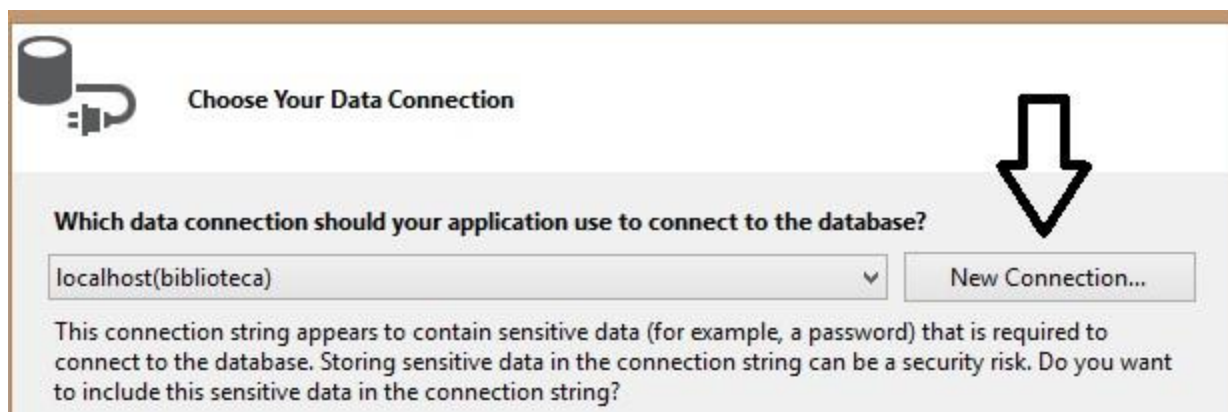 Choose Your Data Connection
Which data connection should your application use to connect to the database?
localhost(biblioteca)
New Connection...
This connection string appears to contain sensitive data (for example, a password) that is required to
connect to the database. Storing sensitive data in the connection string can be a security risk. Do you want
to include this sensitive data in the connection string?